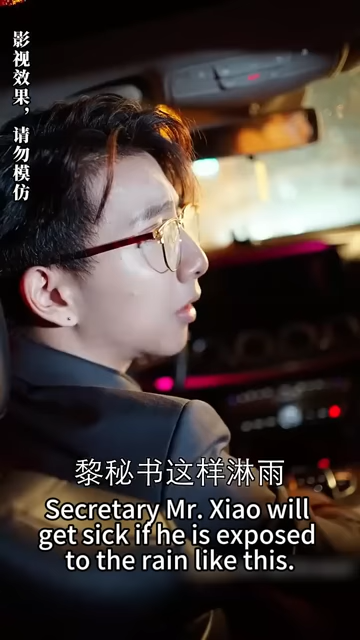 影视效果，请勿模仿
黎秘书这样淋雨
Secretary Mr. Xiao will
get sick if he is exposed
to the rain like this.